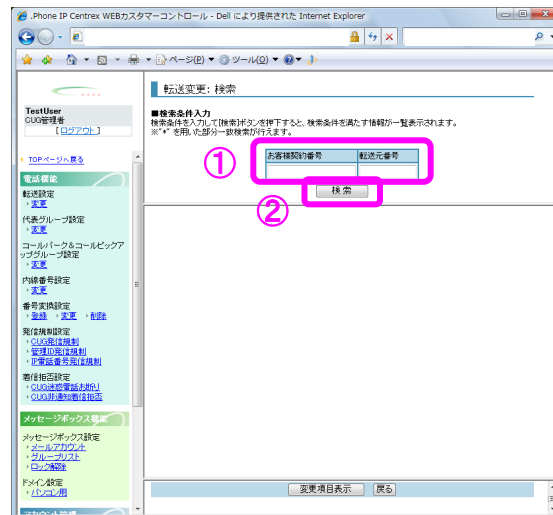 .Phone IP Centrex WEBカスタマーコントロール - Dell により提供された Internet Explorer
ページ(P) ツール(O)
転送変更: 検索
TestUser
CUG管理者
[ログアウト]
■検索条件入力
検索条件を入力して[検索]ボタンを押下すると、検索条件を満たす情報が一覧表示されます。
※"*" を用いた部分一致検索が行えます。
①
お客様契約番号 転送元番号
検索
②
TOPページへ戻る
電話機能
転送設定
変更
代表グループ設定
変更
コールパーク&コールピックア
ップグループ設定
変更
内線番号設定
変更
番号変換設定
登録 変更 削除
発信規制設定
CUG発信規制
管理ID発信規制
IP電話番号発信規制
着信拒否設定
CUG迷惑電話お断り
CUG非通知着信拒否
メッセージボックス機能
メッセージボックス設定
メールアカウント
グループリスト
ロック解除
ドメイン設定
パソコン用
アカウント管理
変更項目表示 戻る